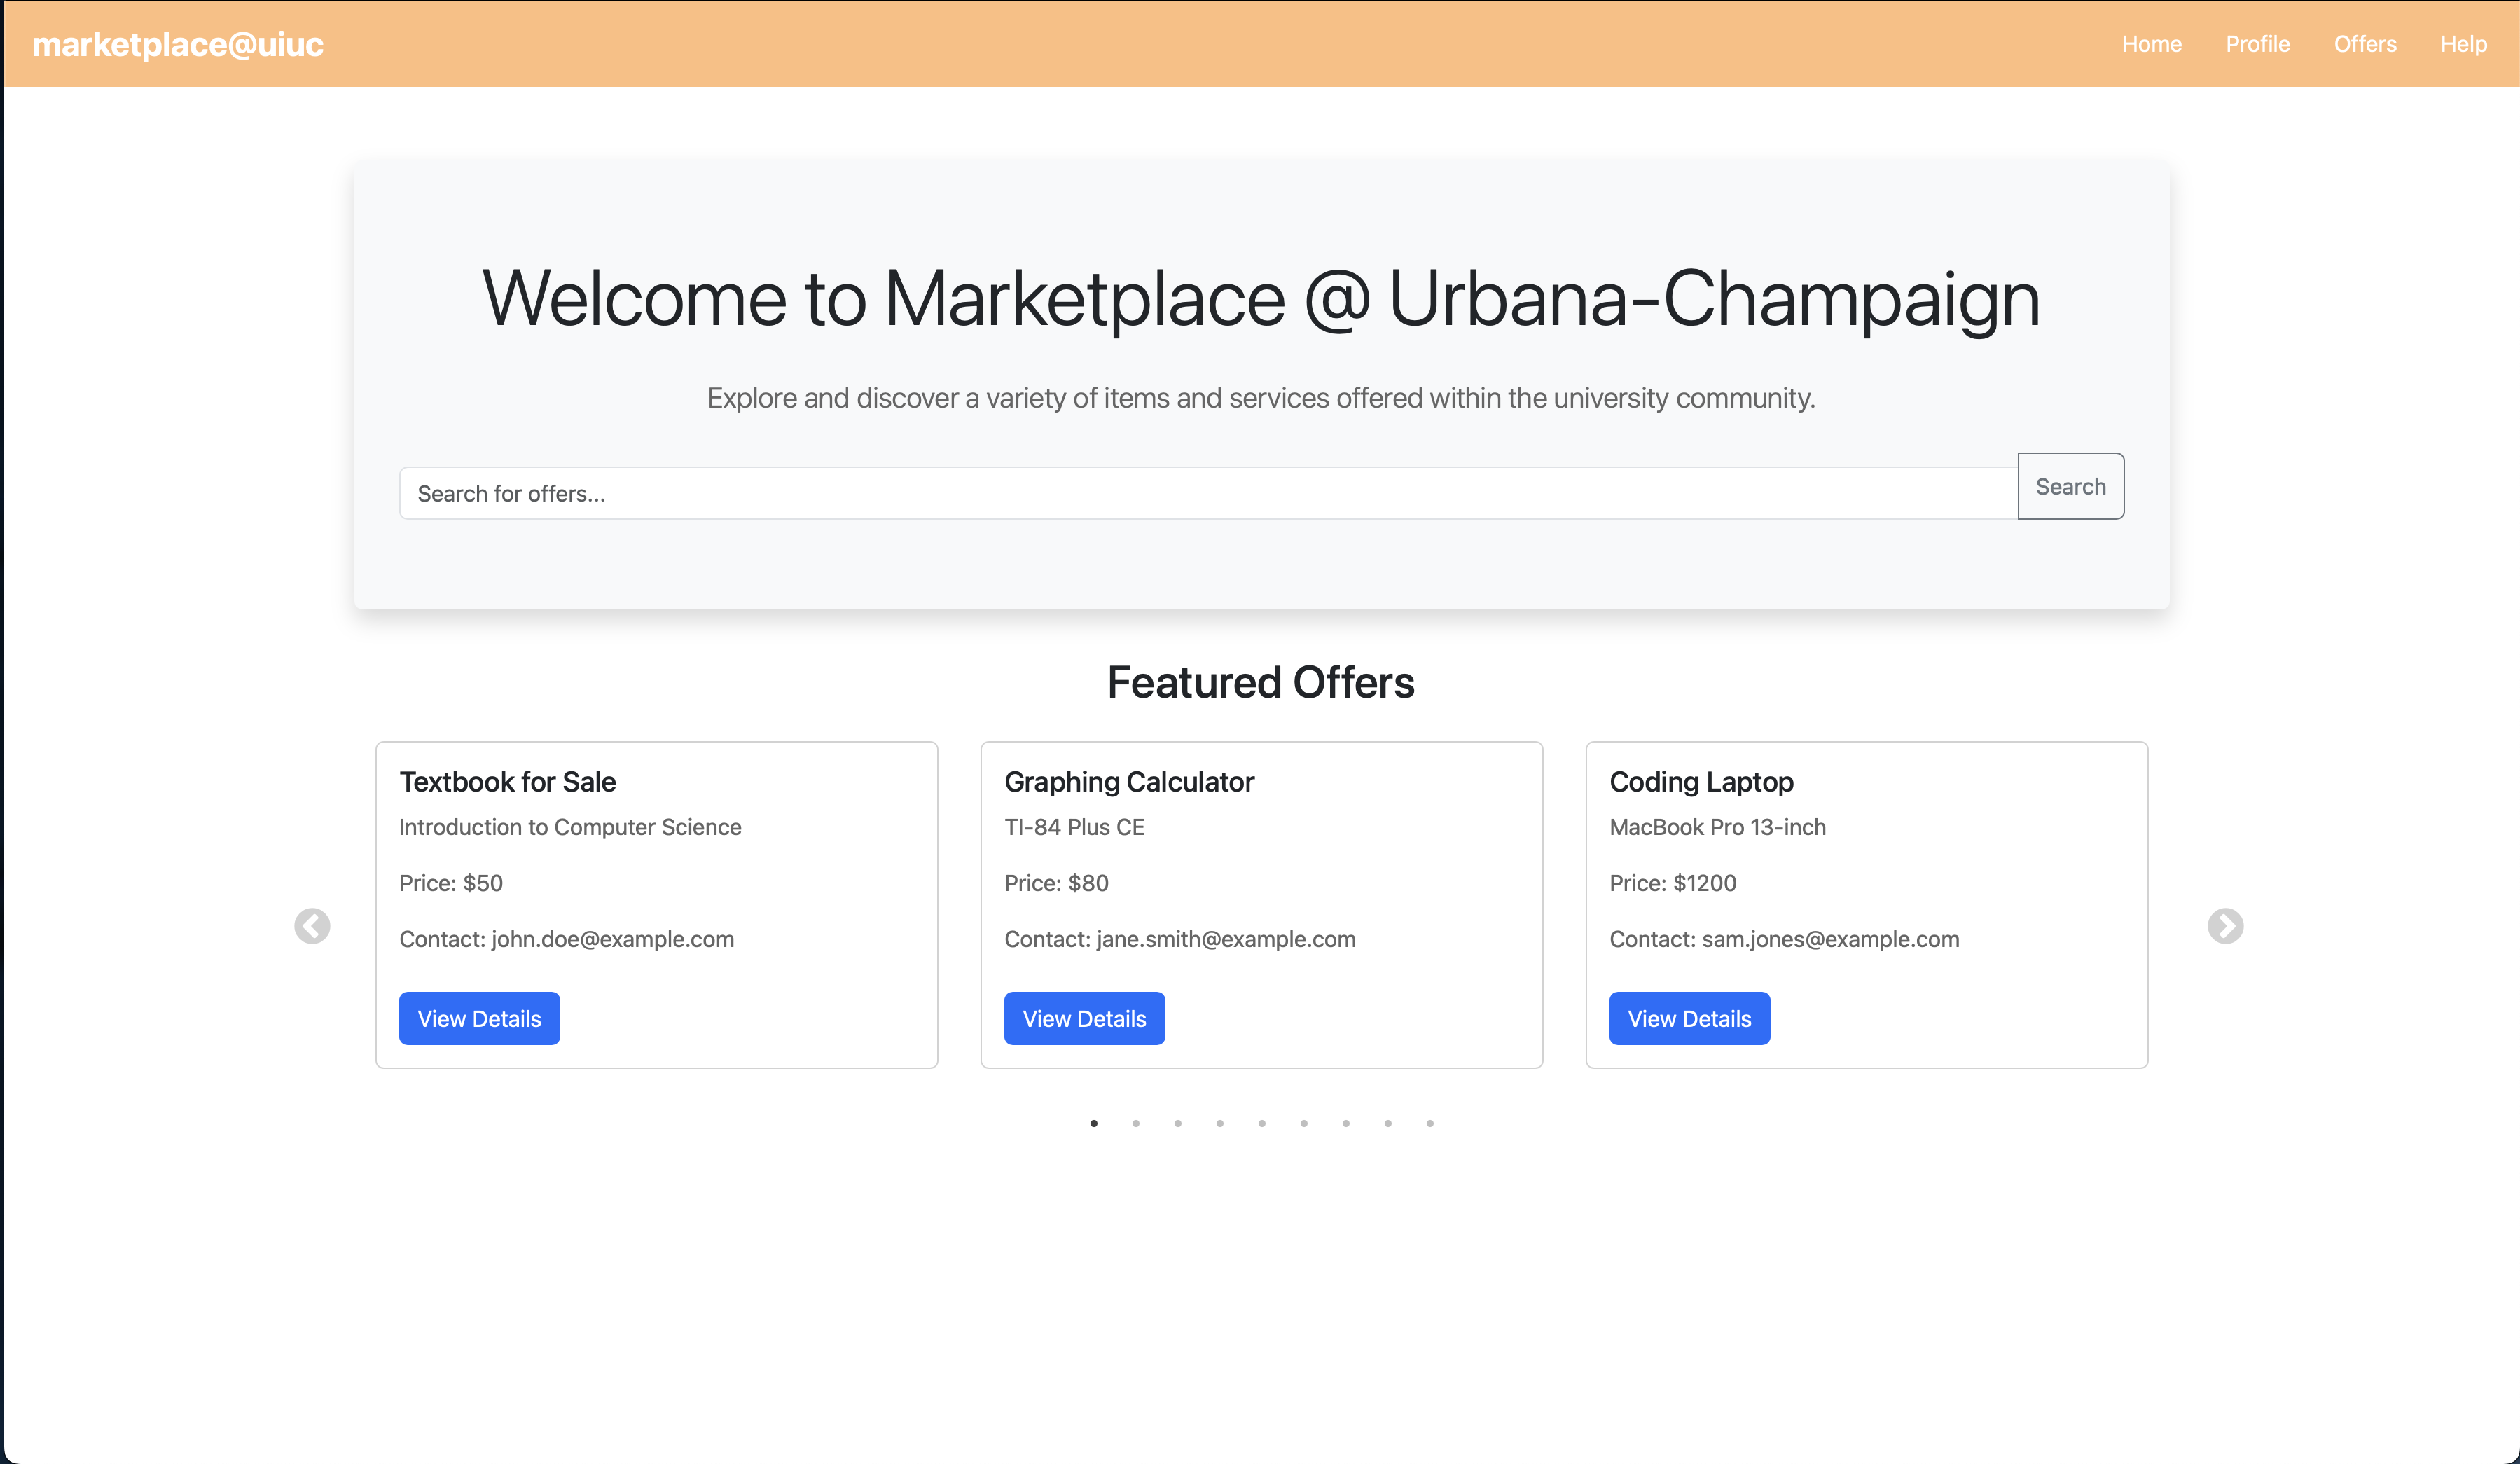 marketplace@uiuc
Home Profile Offers Help
Welcome to Marketplace @ Urbana-Champaign
Explore and discover a variety of items and services offered within the university community.
Search for offers...
Search
Featured Offers
Textbook for Sale
Introduction to Computer Science
Price: $50
Contact: john.doe@example.com
View Details
Graphing Calculator
TI-84 Plus CE
Price: $80
Contact: jane.smith@example.com
View Details
Coding Laptop
MacBook Pro 13-inch
Price: $1200
Contact: sam.jones@example.com
View Details